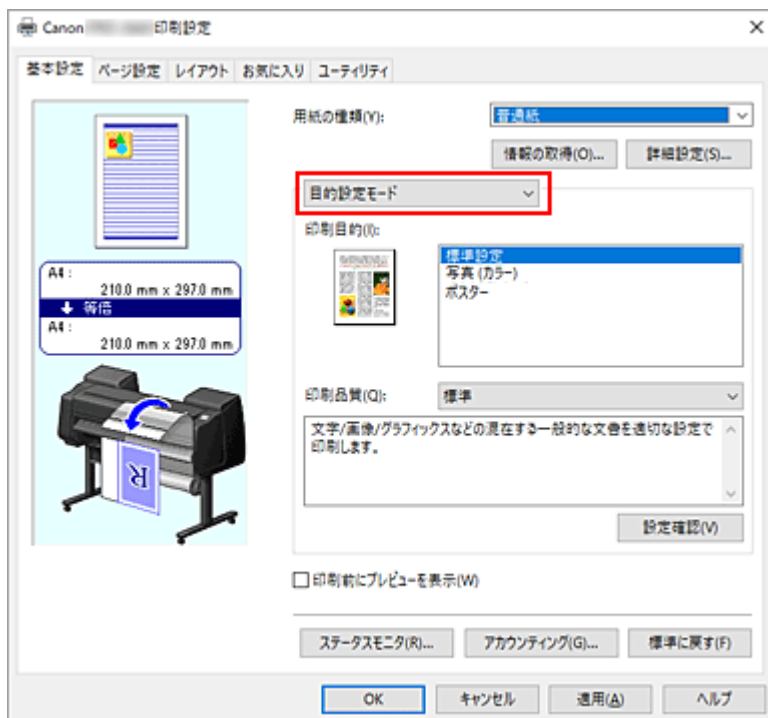 Canon 印刷設定
基本設定 ページ設定 レイアウト お気に入り ユーティリティ
用紙の種類(Y): 普通紙
情報の取得(O)... 詳細設定(S)...
目的設定モード
印刷目的(I):
標準設定
写真 (カラー)
ポスター
A4 :
210.0 mm x 297.0 mm
等倍
A4 :
210.0 mm x 297.0 mm
R
印刷品質(Q): 標準
文字/画像/グラフィックスなどの混在する一般的な文書を適切な設定で
印刷します。
設定確認(V)
印刷前にプレビューを表示(W)
ステータスモニタ(R)... アカウンティング(G)... 標準に戻す(F)
OK キャンセル 適用(A) ヘルプ